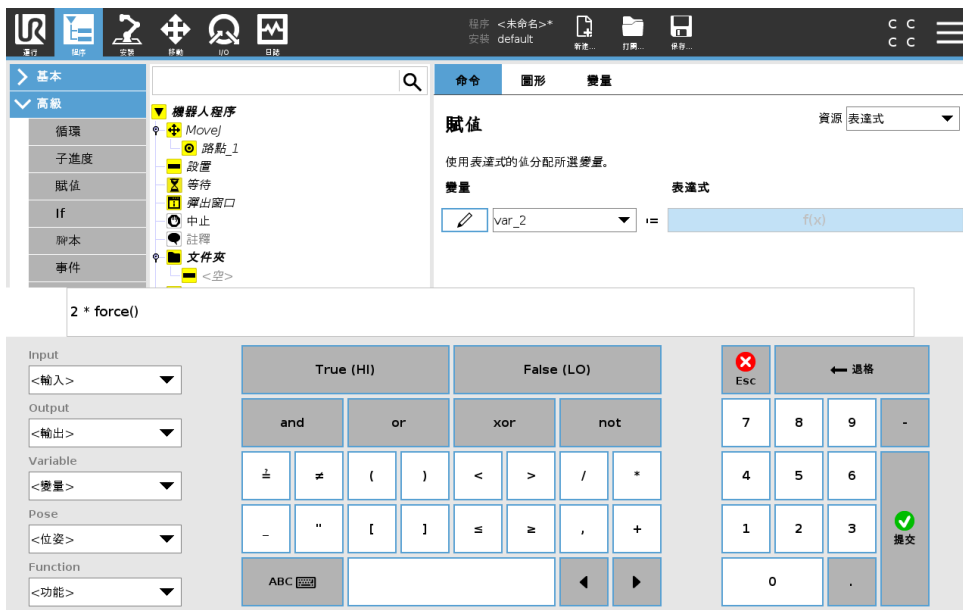 UR
程序 <未命名>*
安裝 default
C C
C C
運行 程序 安裝 移動 I/O 日誌 新建... 打開... 保存...
基本
高級
循環
子進度
賦值
If
腳本
事件
機器人程序
MoveJ
路點_1
設置
等待
彈出窗口
中止
註釋
文件夾
<空>
命令 圖形 變量
賦值
資源 表達式
使用表達式的值分配所選變量。
變量 表達式
var_2 := f(x)
2 * force()
Input
<輸入>
Output
<輸出>
Variable
<變量>
Pose
<位姿>
Function
<功能>
True (HI) False (LO)
and or xor not
≟ ≠ ( ) < > / *
_ " [ ] ≤ ≥ , +
ABC
Esc 退格
7 8 9 -
4 5 6
1 2 3 提交
0 .